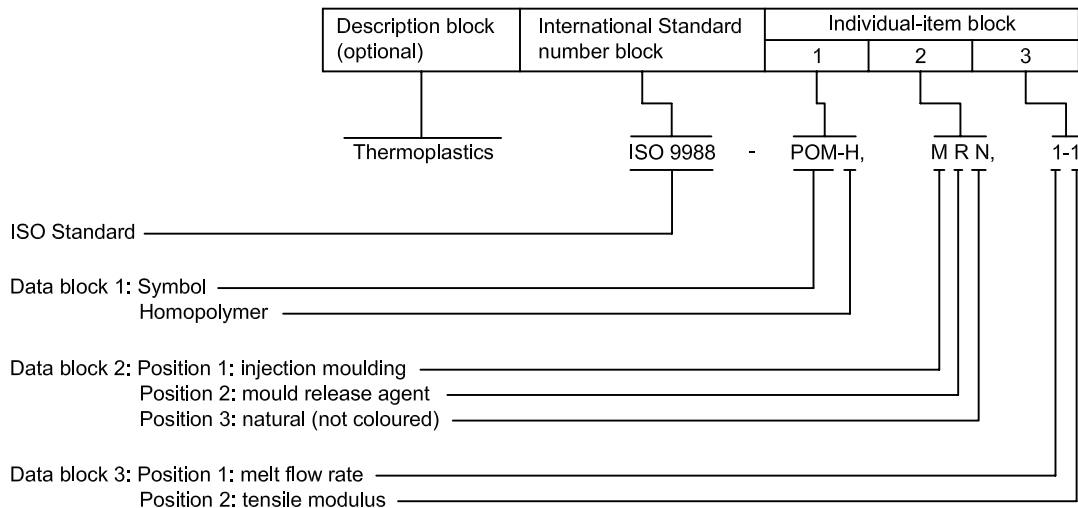 Description block
(optional)
International Standard
number block
Individual-item block
1 2 3
Thermoplastics ISO 9988 - POM-H, M R N, 1-1
ISO Standard
Data block 1: Symbol
Homopolymer
Data block 2: Position 1: injection moulding
Position 2: mould release agent
Position 3: natural (not coloured)
Data block 3: Position 1: melt flow rate
Position 2: tensile modulus